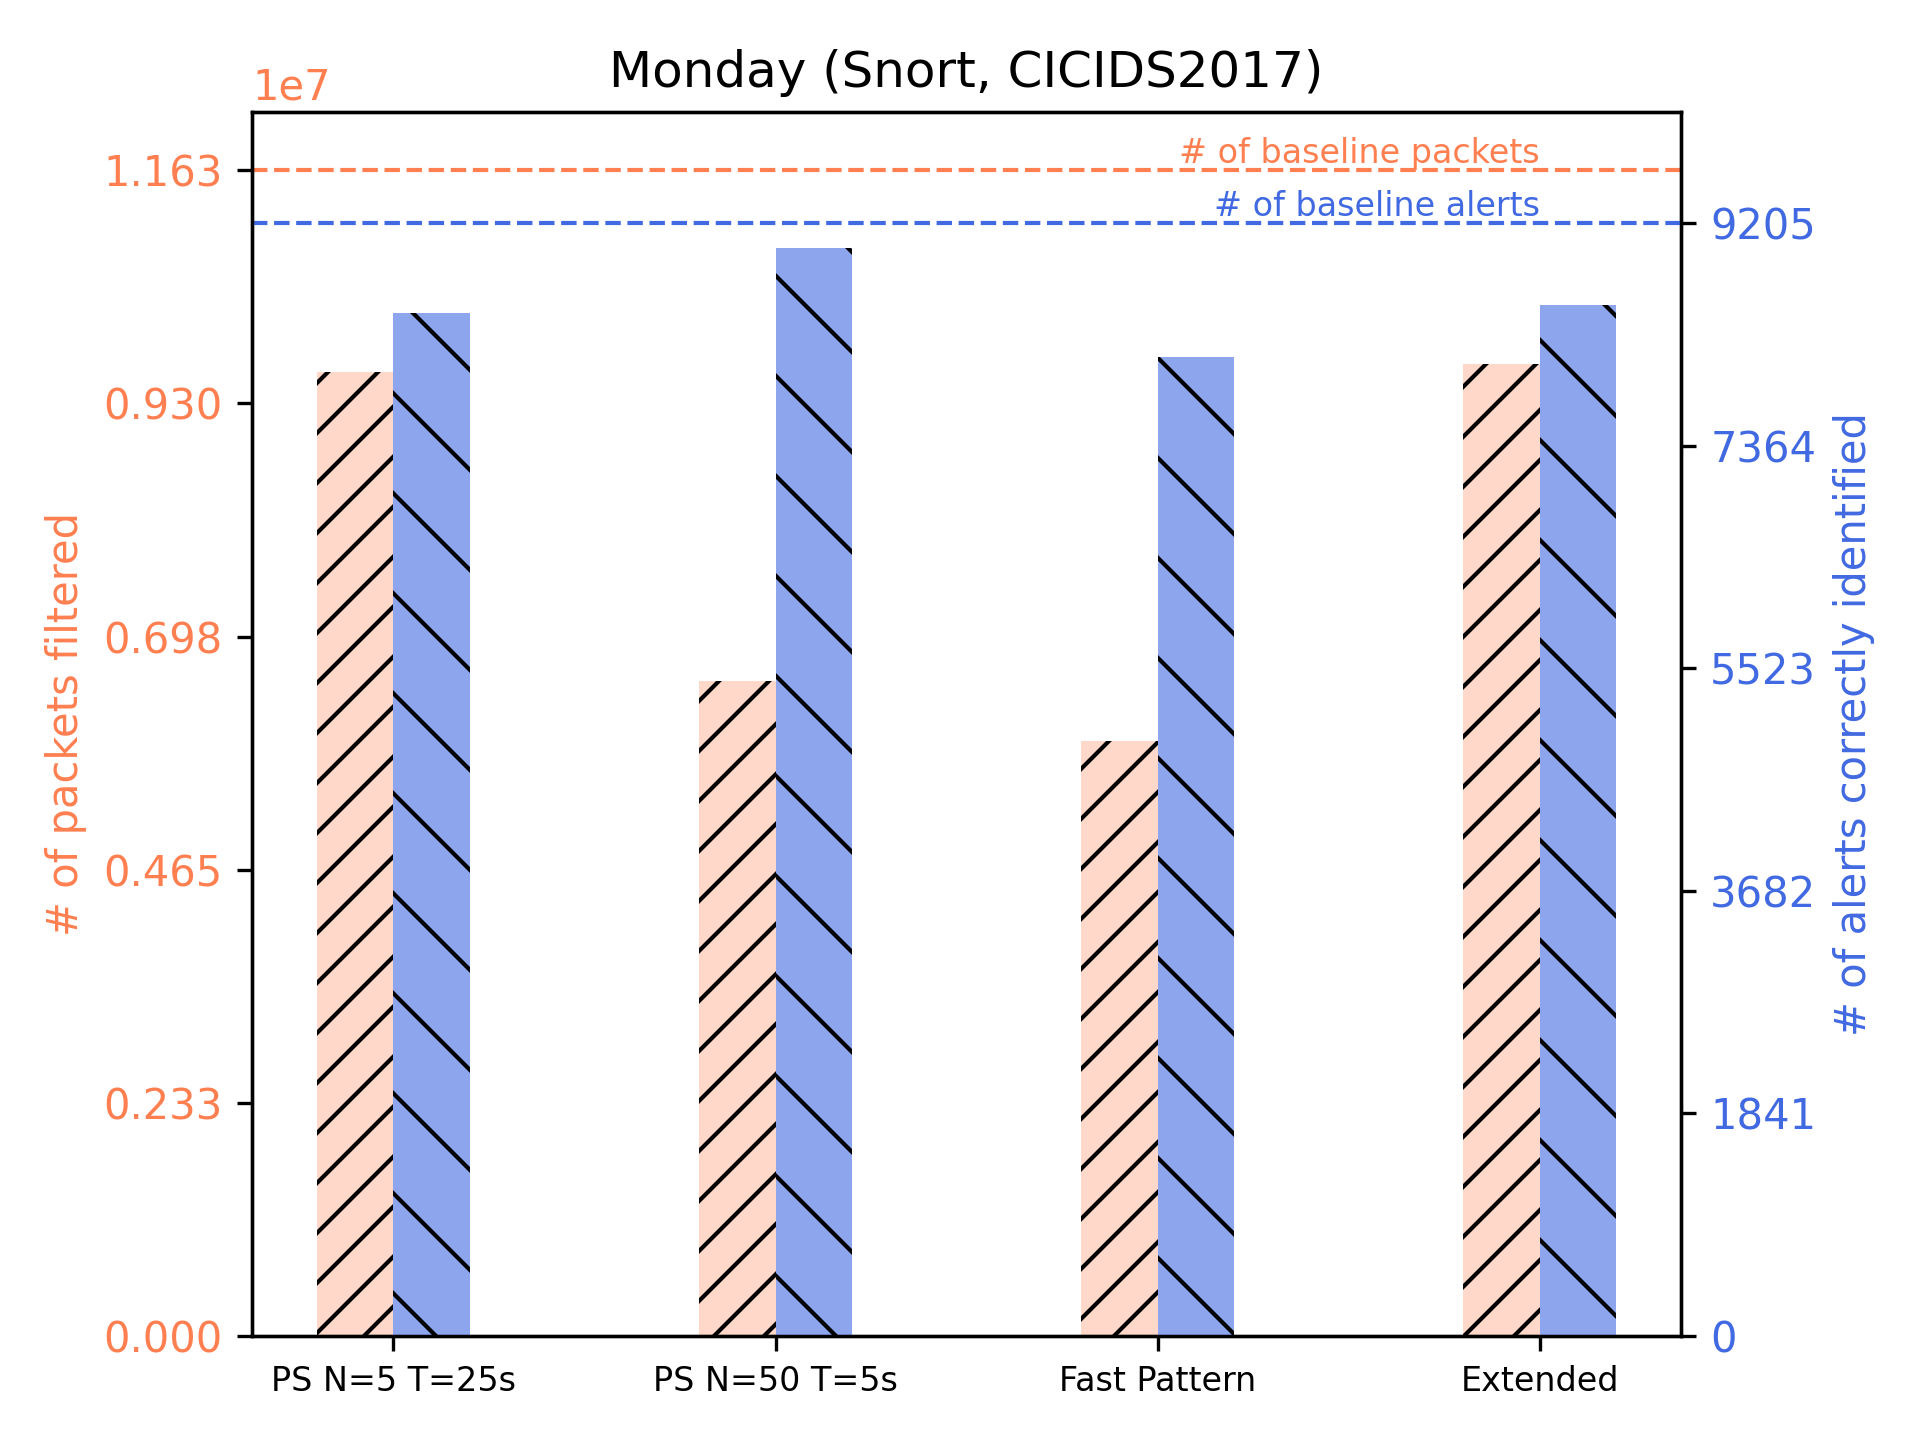 Monday (Snort, CICIDS2017)
1e7
# of baseline packets
# of baseline alerts
1.163
0.930
0.698
0.465
0.233
0.000
# of packets filtered
9205
7364
5523
3682
1841
0
# of alerts correctly identified
PS N=5 T=25s
PS N=50 T=5s
Fast Pattern
Extended